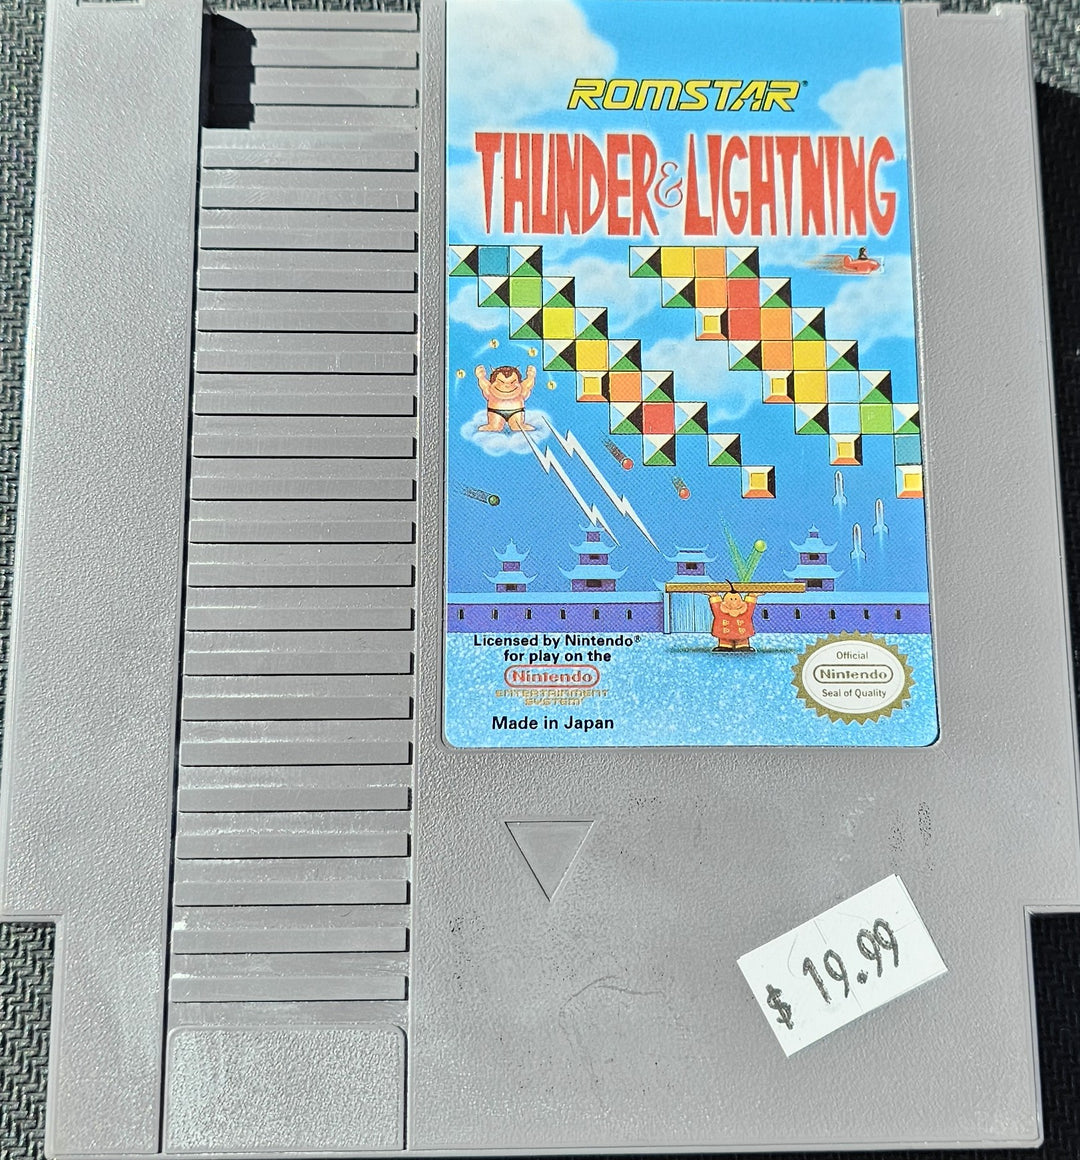 ROMSTAR®
THUNDER & LIGHTNING
Licensed by Nintendo®
for play on the
Nintendo
ENTERTAINMENT
SYSTEM®
Made in Japan
Official
Nintendo
Seal of Quality
$ 19.99